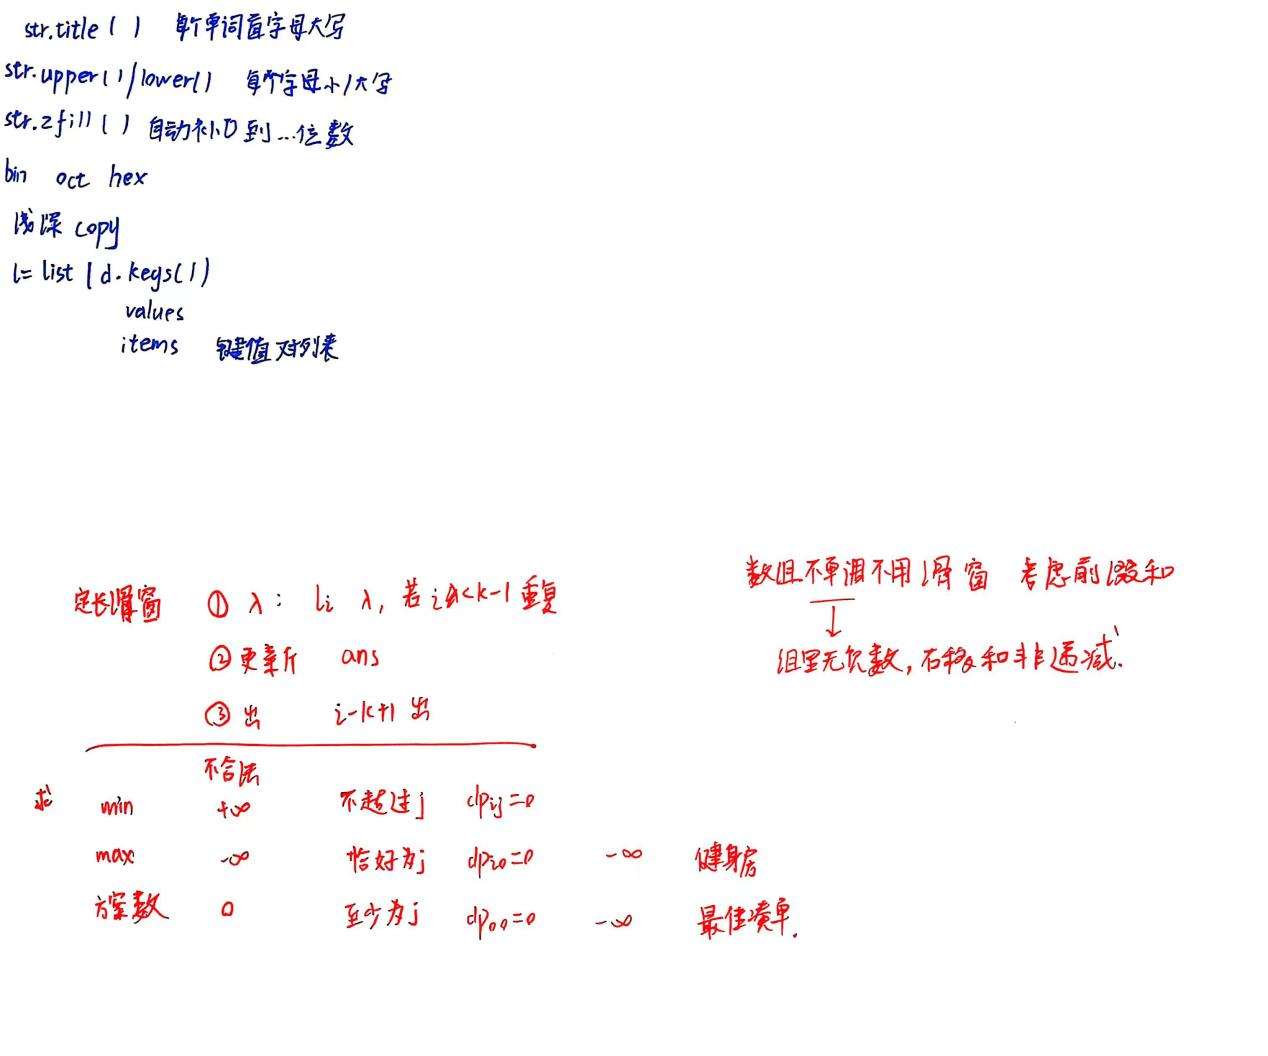 str.title() 每个单词首字母大写
str.upper()/lower() 每个字母小/大写
str.zfill() 自动补0到...位数
bin oct hex
浅深copy
l=list(d.keys())
values
items 键值对列表
定长滑窗 ① 入: li 入, 若i<k-1重复
② 更新 ans
③ 出 i-k+1 出
数组不单调不用滑窗 考虑前缀和
↓
组里无负数,右移和非递减.
不合法
求 min +∞ 不超过j dpij=0
max -∞ 恰好为j dpi0=0 -∞ 健身房
方案数 0 至少为j dp00=0 -∞ 最佳凑单.